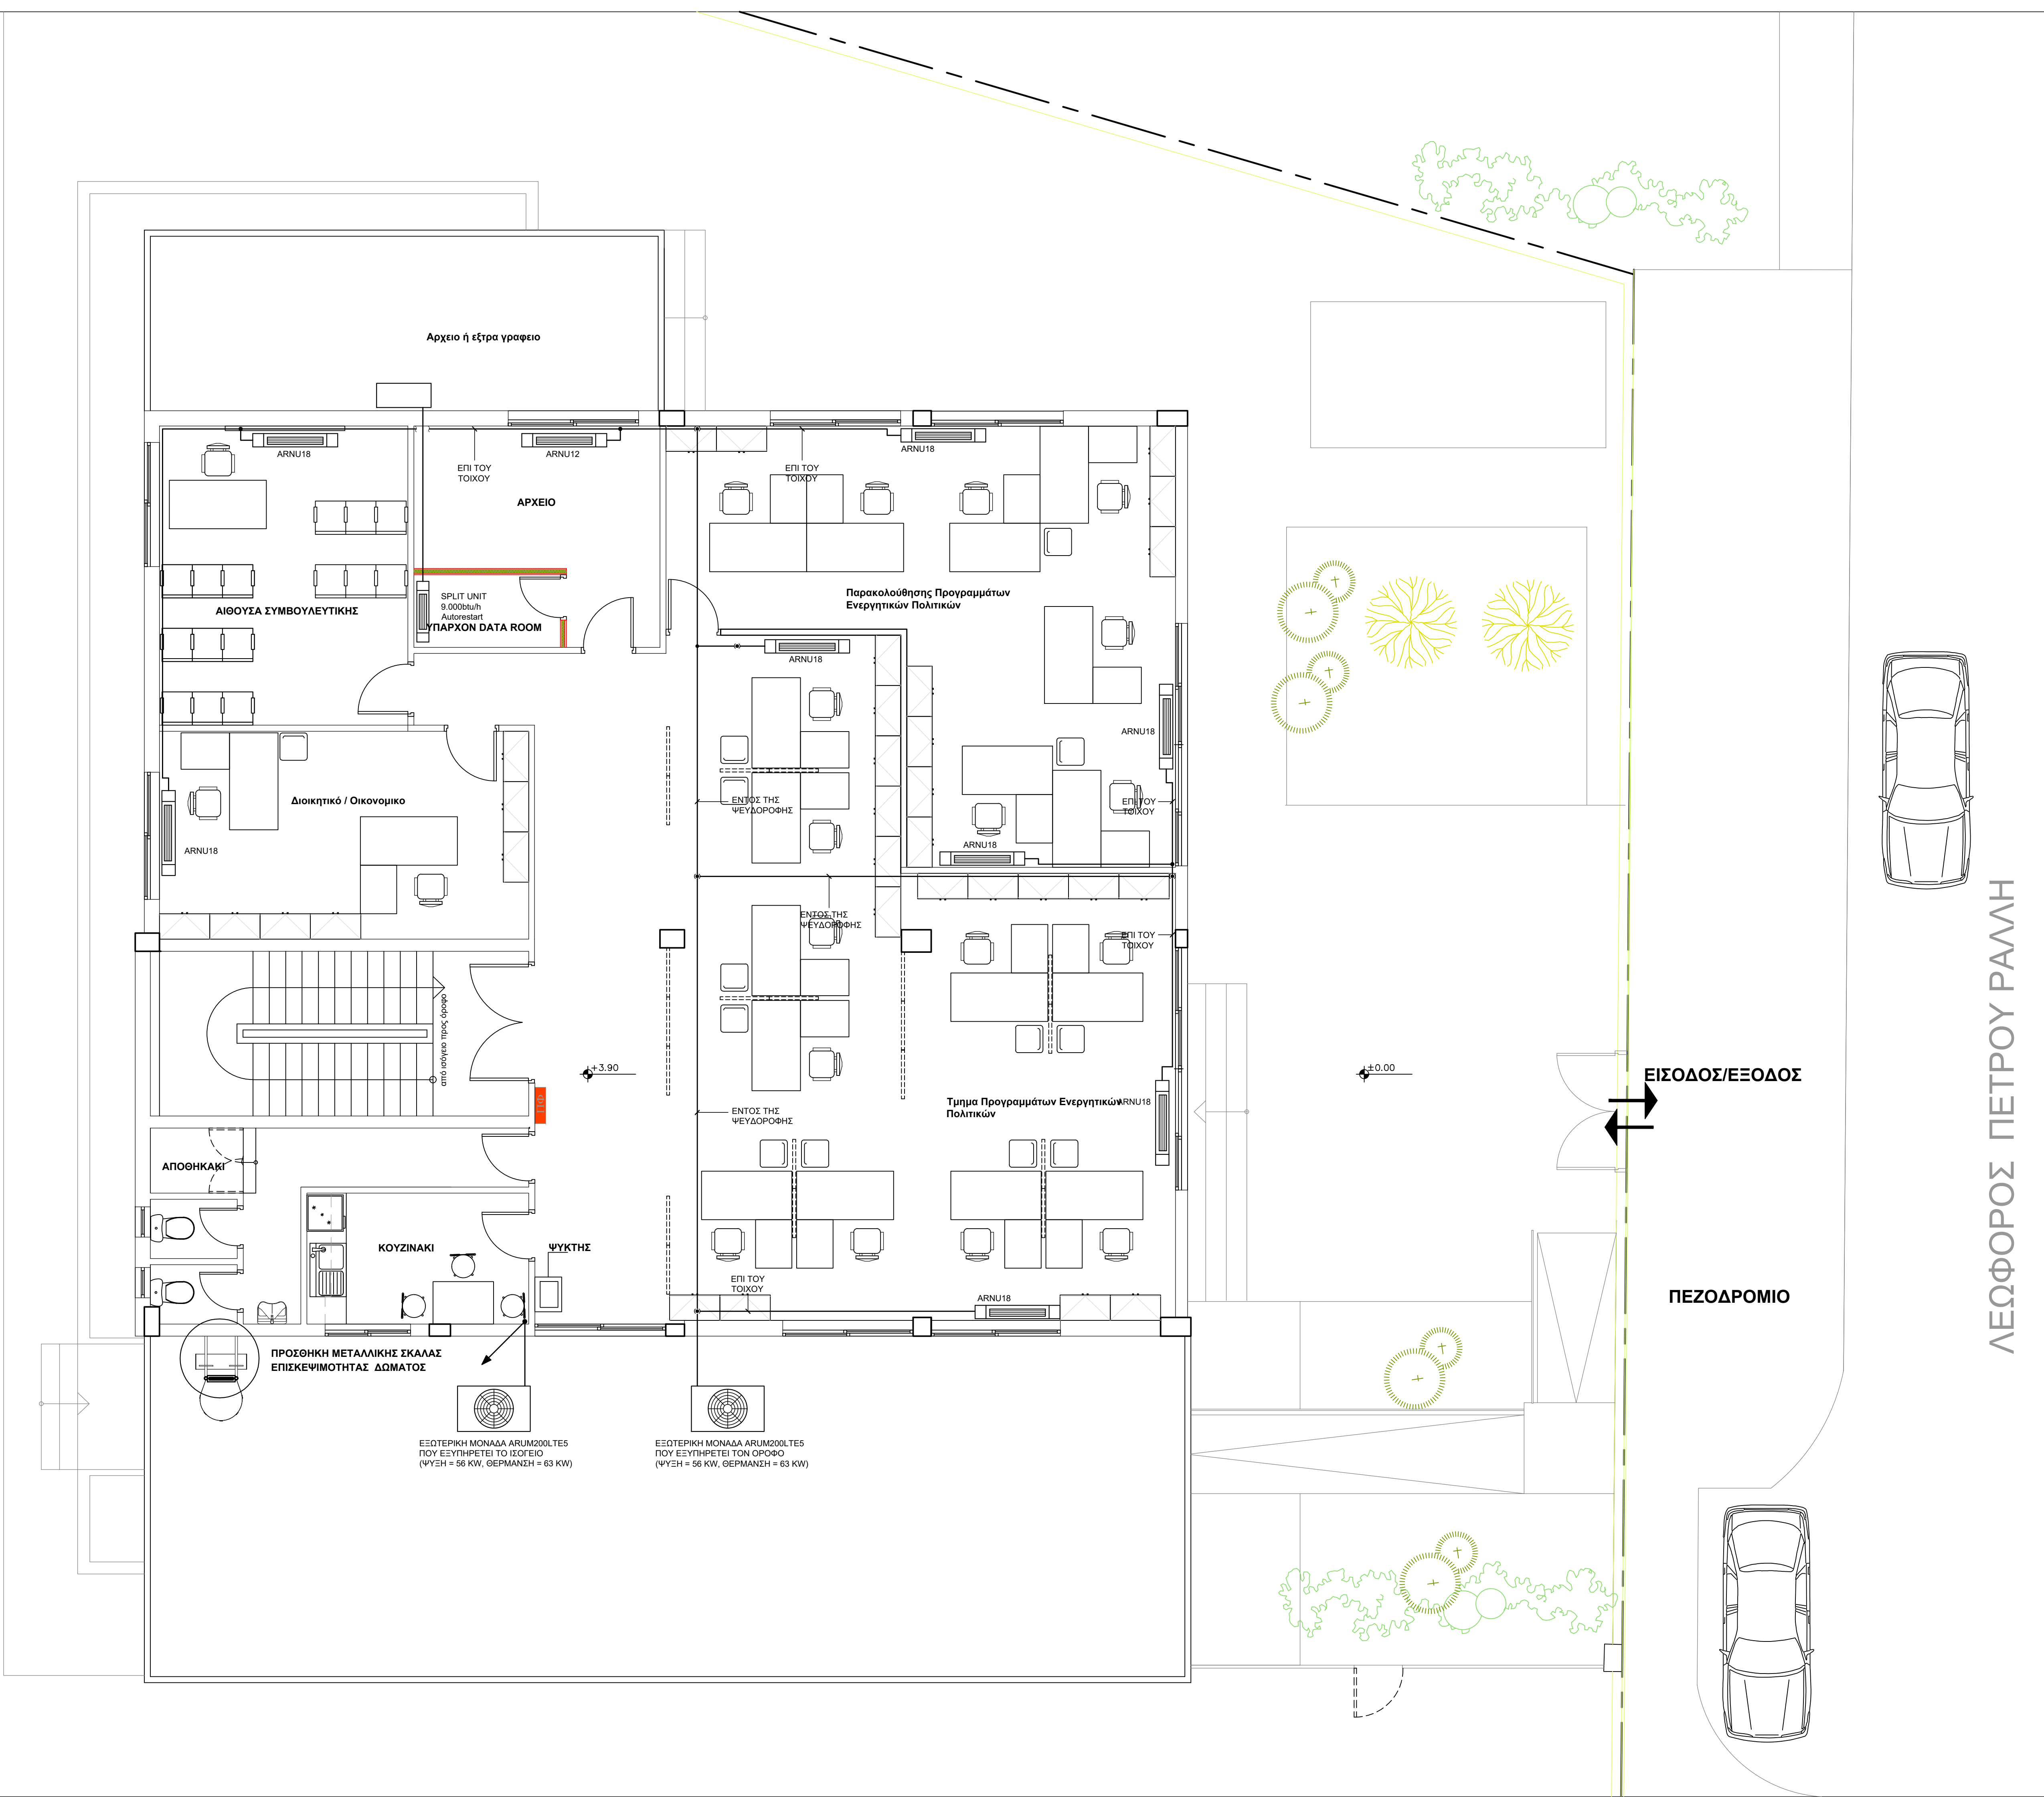 Αρχειο ή εξτρα γραφειο
ARNU18
ARNU12
ARNU18
ΕΠΙ ΤΟΥ
ΤΟΙΧΟΥ
ΕΠΙ ΤΟΥ
ΤΟΙΧΟΥ
ΑΡΧΕΙΟ
SPLIT UNIT
9.000btu/h
Autorestart
ΥΠΑΡΧΟΝ DATA ROOM
ΑΙΘΟΥΣΑ ΣΥΜΒΟΥΛΕΥΤΙΚΗΣ
Παρακολούθησης Προγραμμάτων
Ενεργητικών Πολιτικών
ARNU18
ARNU18
Διοικητικό / Οικονομικο
ΕΝΤΟΣ ΤΗΣ
ΨΕΥΔΟΡΟΦΗΣ
ΕΠΙ ΤΟΥ
ΤΟΙΧΟΥ
ARNU18
ARNU18
ΕΝΤΟΣ ΤΗΣ
ΨΕΥΔΟΡΟΦΗΣ
ΕΠΙ ΤΟΥ
ΤΟΙΧΟΥ
από ισόγειο προς όροφο
+3.90
±0.00
ΠΦ
ΕΝΤΟΣ ΤΗΣ
ΨΕΥΔΟΡΟΦΗΣ
Τμημα Προγραμμάτων Ενεργητικών
Πολιτικών
ARNU18
ΕΙΣΟΔΟΣ/ΕΞΟΔΟΣ
ΛΕΩΦΟΡΟΣ ΠΕΤΡΟΥ ΡΑΛΛΗ
ΑΠΟΘΗΚΑΚΙ
ΚΟΥΖΙΝΑΚΙ
ΨΥΚΤΗΣ
ΕΠΙ ΤΟΥ
ΤΟΙΧΟΥ
ARNU18
ΠΕΖΟΔΡΟΜΙΟ
ΠΡΟΣΘΗΚΗ ΜΕΤΑΛΛΙΚΗΣ ΣΚΑΛΑΣ
ΕΠΙΣΚΕΨΙΜΟΤΗΤΑΣ ΔΩΜΑΤΟΣ
ΕΞΩΤΕΡΙΚΗ ΜΟΝΑΔΑ ARUM200LTE5
ΠΟΥ ΕΞΥΠΗΡΕΤΕΙ ΤΟ ΙΣΟΓΕΙΟ
(ΨΥΞΗ = 56 KW, ΘΕΡΜΑΝΣΗ = 63 KW)
ΕΞΩΤΕΡΙΚΗ ΜΟΝΑΔΑ ARUM200LTE5
ΠΟΥ ΕΞΥΠΗΡΕΤΕΙ ΤΟΝ ΟΡΟΦΟ
(ΨΥΞΗ = 56 KW, ΘΕΡΜΑΝΣΗ = 63 KW)